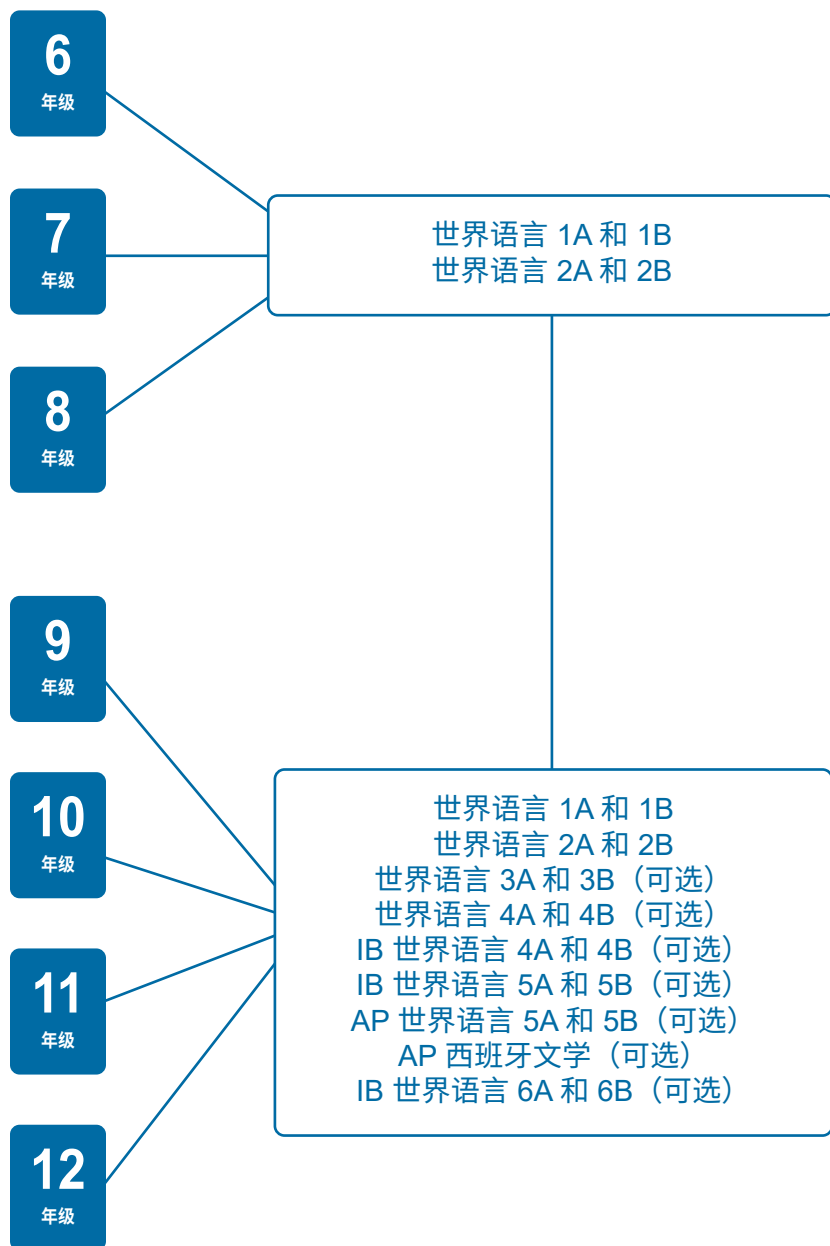 6
年级
7
年级
8
年级
世界语言 1A 和 1B
世界语言 2A 和 2B
9
年级
10
年级
11
年级
12
年级
世界语言 1A 和 1B
世界语言 2A 和 2B
世界语言 3A 和 3B（可选）
世界语言 4A 和 4B（可选）
IB 世界语言 4A 和 4B（可选）
IB 世界语言 5A 和 5B（可选）
AP 世界语言 5A 和 5B（可选）
AP 西班牙文学（可选）
IB 世界语言 6A 和 6B（可选）